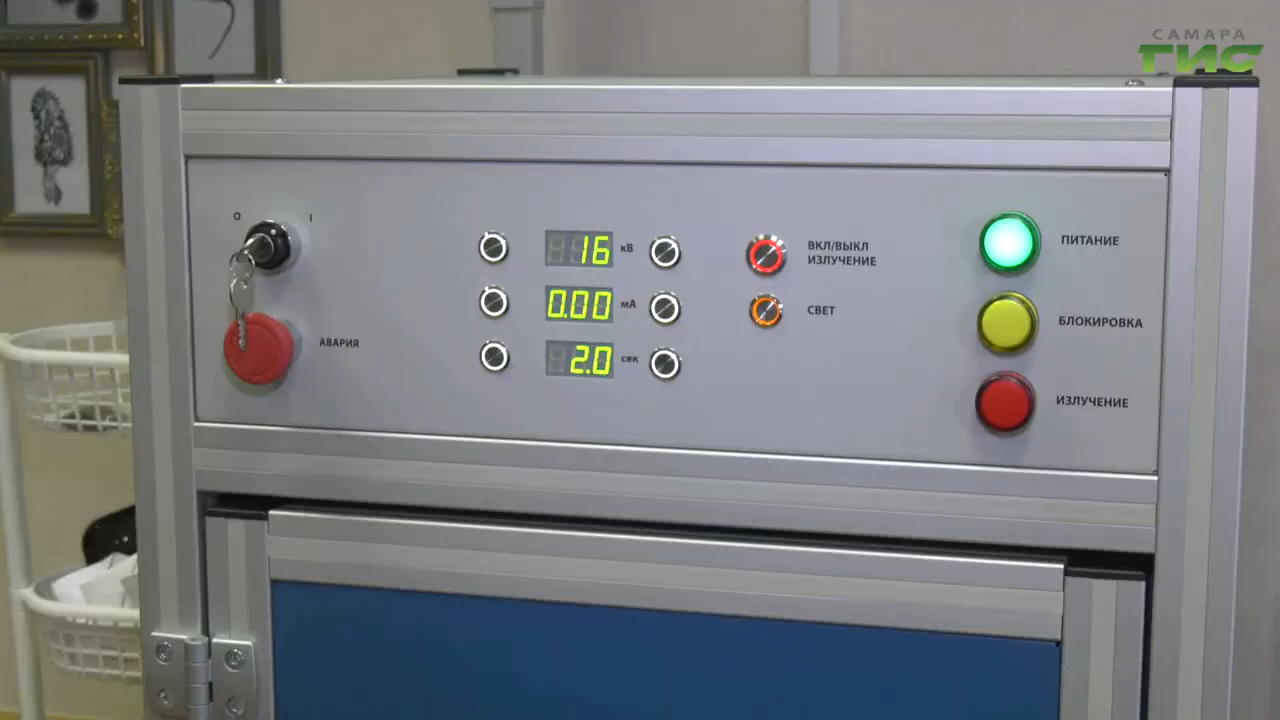 САМАРА
ГИС
O I
АВАРИЯ
16 кВ
0.00 мА
2.0 сек
ВКЛ/ВЫКЛ
ИЗЛУЧЕНИЕ
СВЕТ
ПИТАНИЕ
БЛОКИРОВКА
ИЗЛУЧЕНИЕ